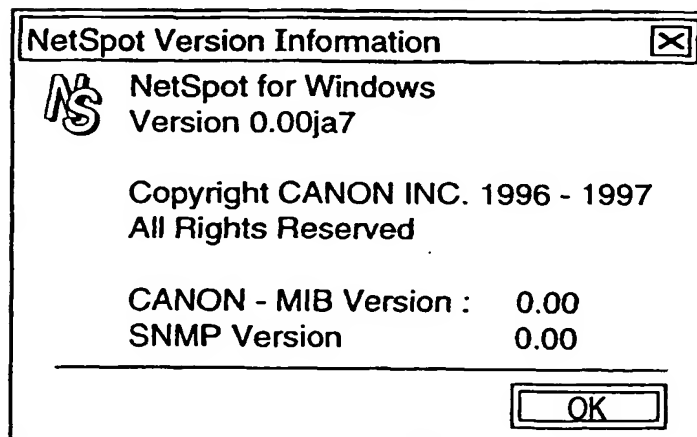 NetSpot Version Information
NS
NetSpot for Windows
Version 0.00ja7
Copyright CANON INC. 1996 - 1997
All Rights Reserved
CANON - MIB Version : 0.00
SNMP Version 0.00
OK